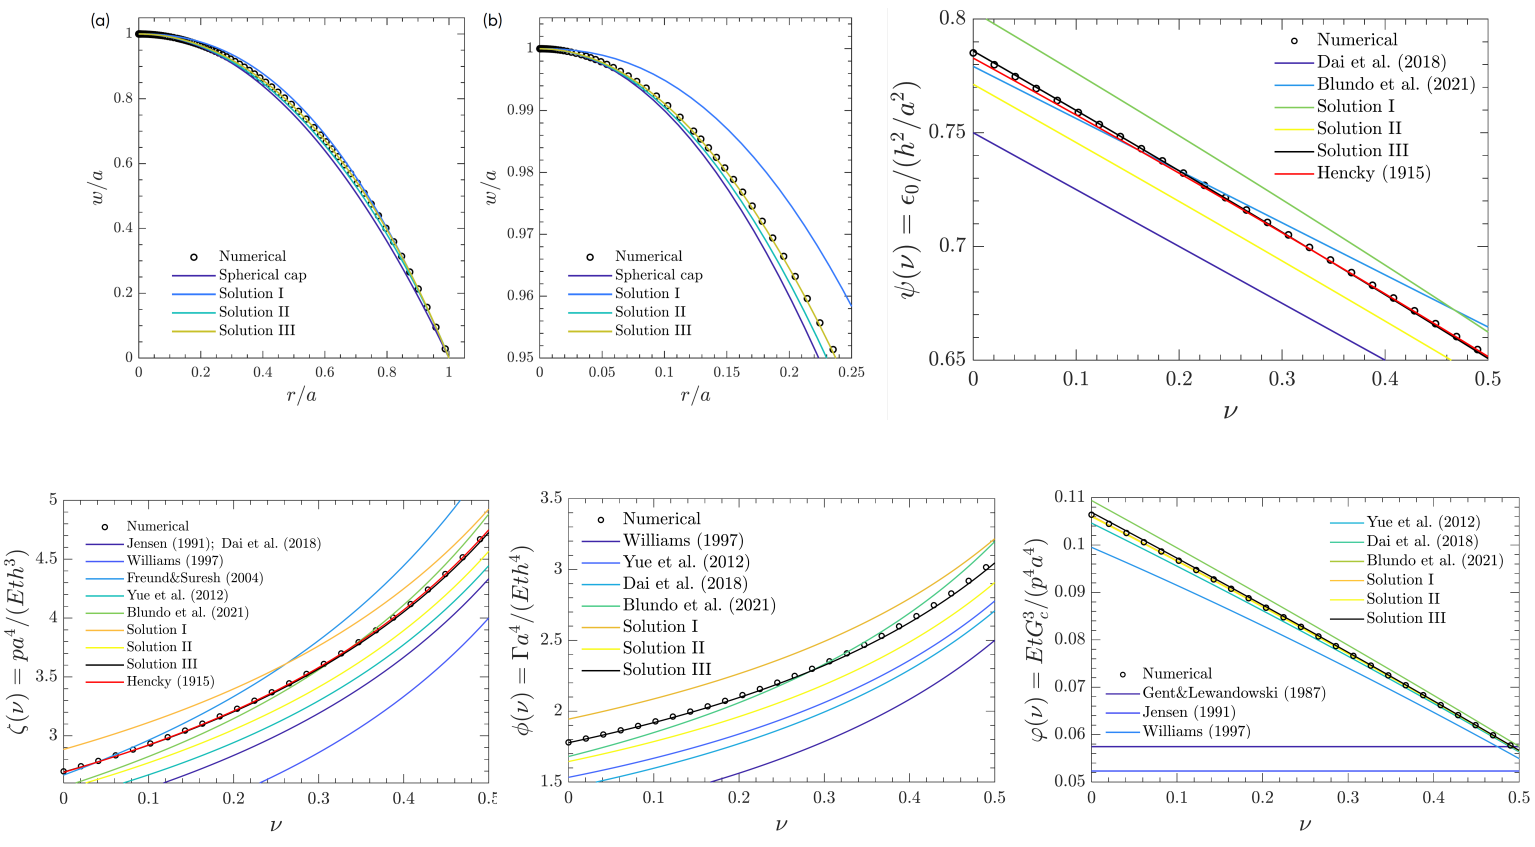 (a)
1
0.8
0.6
0.4
0.2
0
w/a
Numerical
Spherical cap
Solution I
Solution II
Solution III
0 0.2 0.4 0.6 0.8 1
r/a
(b)
1
0.99
0.98
0.97
0.96
0.95
w/a
Numerical
Spherical cap
Solution I
Solution II
Solution III
0 0.05 0.1 0.15 0.2 0.25
r/a
0.8
0.75
0.7
0.65
ψ(ν) = ϵ₀/(h²/a²)
Numerical
Dai et al. (2018)
Blundo et al. (2021)
Solution I
Solution II
Solution III
Hencky (1915)
0 0.1 0.2 0.3 0.4 0.5
ν
5
4.5
4
3.5
3
ζ(ν) = pa⁴/(Eth³)
Numerical
Jensen (1991); Dai et al. (2018)
Williams (1997)
Freund&Suresh (2004)
Yue et al. (2012)
Blundo et al. (2021)
Solution I
Solution II
Solution III
Hencky (1915)
0 0.1 0.2 0.3 0.4 0.5
ν
3.5
3
2.5
2
1.5
ϕ(ν) = Γa⁴/(Eth⁴)
Numerical
Williams (1997)
Yue et al. (2012)
Dai et al. (2018)
Blundo et al. (2021)
Solution I
Solution II
Solution III
0 0.1 0.2 0.3 0.4 0.5
ν
0.11
0.1
0.09
0.08
0.07
0.06
0.05
φ(ν) = EtG³c/(p⁴a⁴)
Yue et al. (2012)
Dai et al. (2018)
Blundo et al. (2021)
Solution I
Solution II
Solution III
Numerical
Gent&Lewandowski (1987)
Jensen (1991)
Williams (1997)
0 0.1 0.2 0.3 0.4 0.5
ν